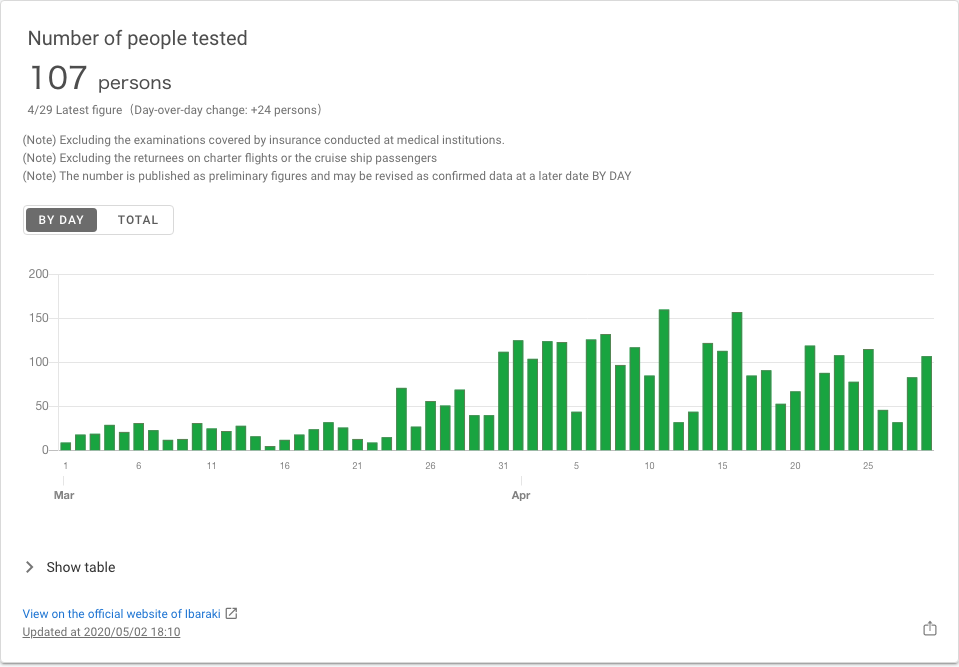 Number of people tested
107 persons
4/29 Latest figure（Day-over-day change: +24 persons）
(Note) Excluding the examinations covered by insurance conducted at medical institutions.
(Note) Excluding the returnees on charter flights or the cruise ship passengers
(Note) The number is published as preliminary figures and may be revised as confirmed data at a later date BY DAY
BY DAY TOTAL
200
150
100
50
0
1 6 11 16 21 26 31 5 10 15 20 25
Mar Apr
Show table
View on the official website of Ibaraki
Updated at 2020/05/02 18:10